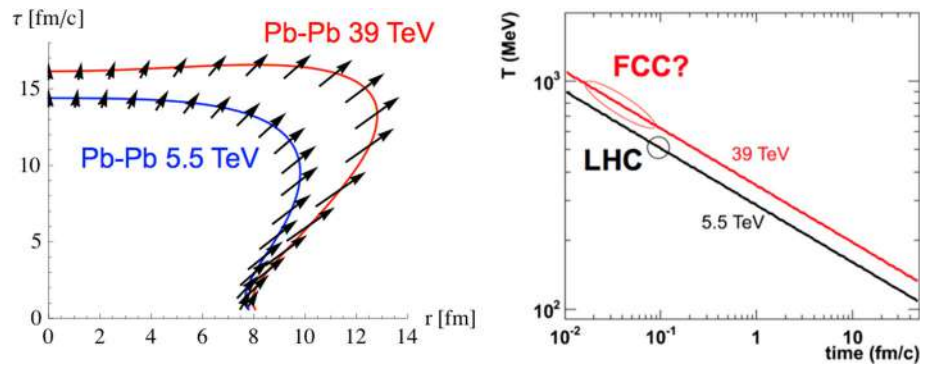 τ [fm/c]
Pb-Pb 39 TeV
Pb-Pb 5.5 TeV
15
10
5
0
0 2 4 6 8 10 12 14
r [fm]
T (MeV)
10³
10²
FCC?
LHC
39 TeV
5.5 TeV
10⁻² 10⁻¹ 1 10
time (fm/c)